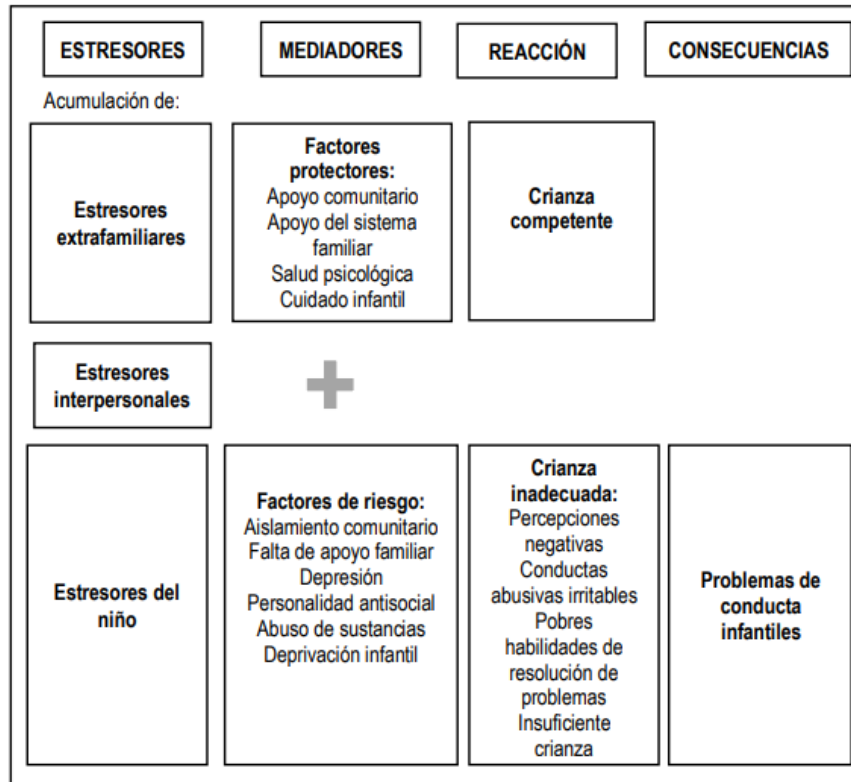 ESTRESORES
MEDIADORES
REACCIÓN
CONSECUENCIAS
Acumulación de:
Estresores
extrafamiliares
Factores
protectores:
Apoyo comunitario
Apoyo del sistema
familiar
Salud psicológica
Cuidado infantil
Crianza
competente
Estresores
interpersonales
Estresores del
niño
Factores de riesgo:
Aislamiento comunitario
Falta de apoyo familiar
Depresión
Personalidad antisocial
Abuso de sustancias
Deprivación infantil
Crianza
inadecuada:
Percepciones
negativas
Conductas
abusivas irritables
Pobres
habilidades de
resolución de
problemas
Insuficiente
crianza
Problemas de
conducta
infantiles